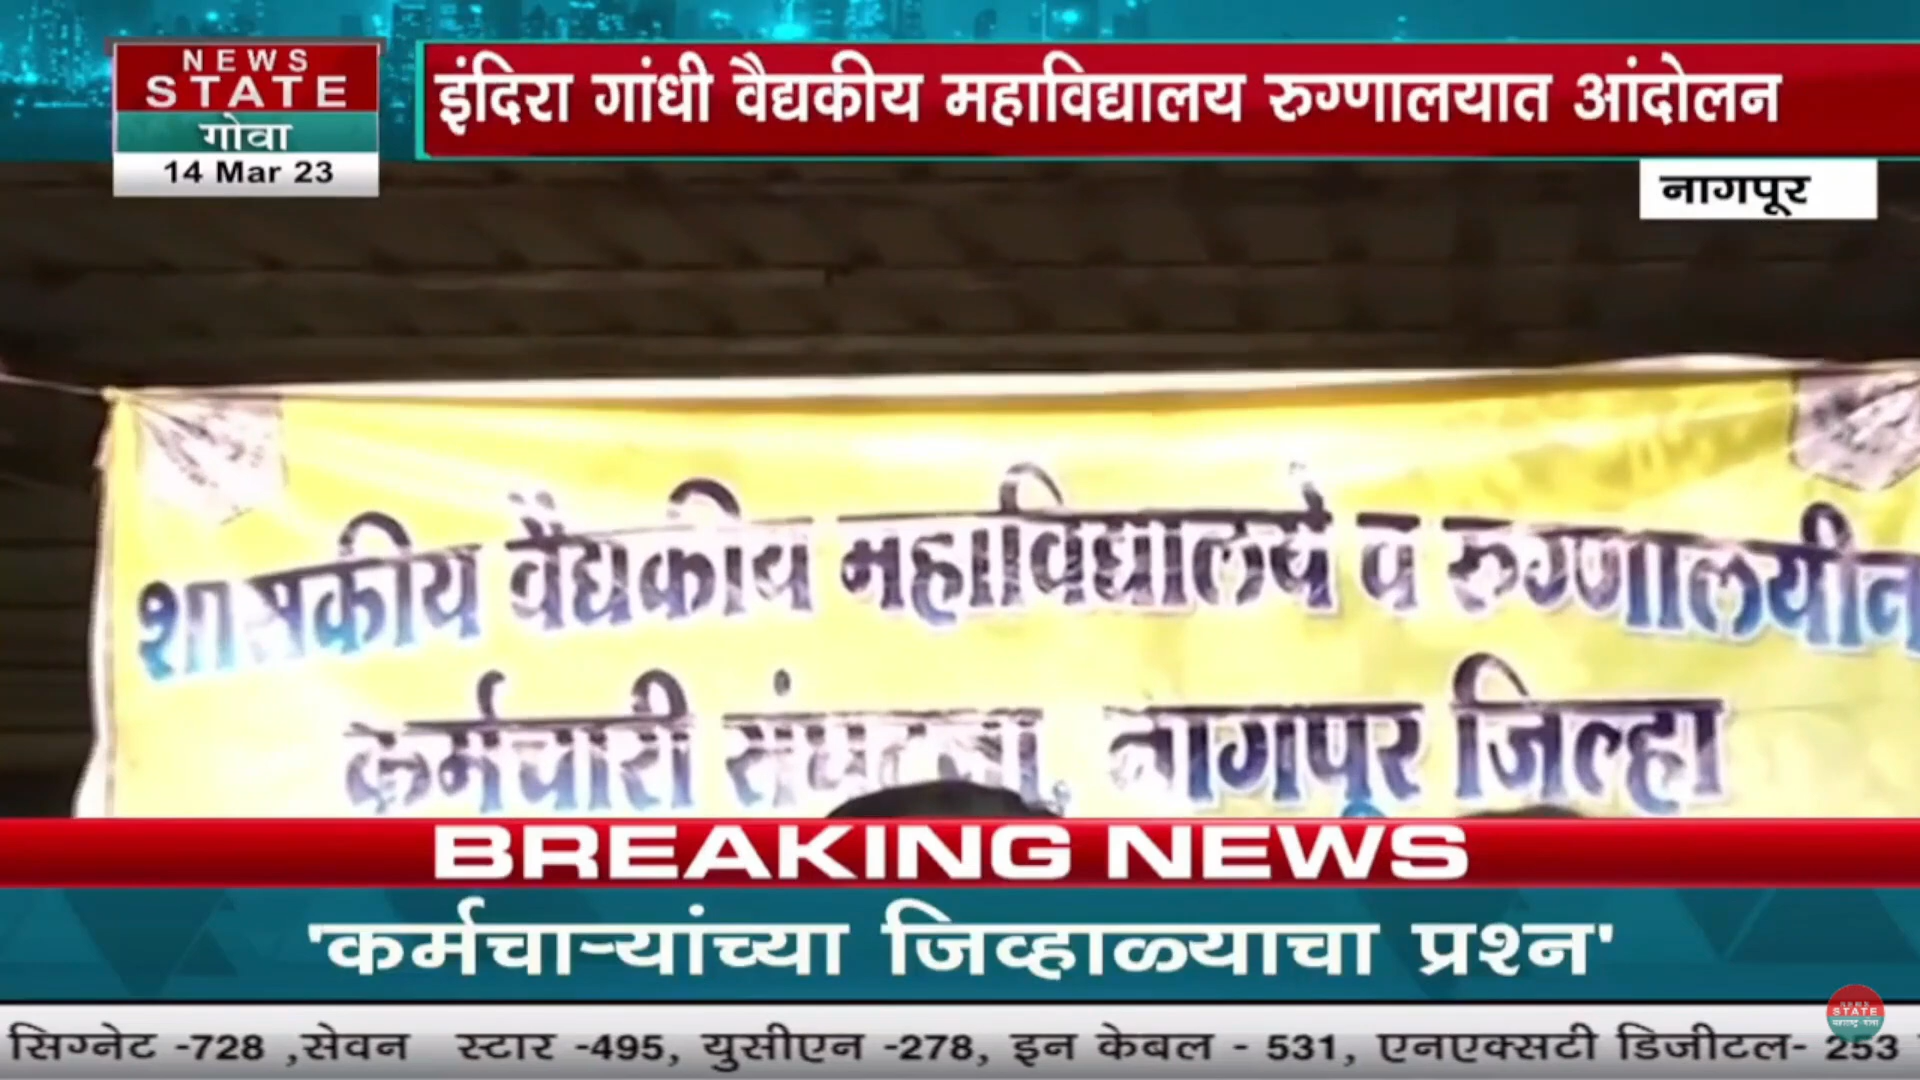 NEWS
STATE
गोवा
14 Mar 23
इंदिरा गांधी वैद्यकीय महाविद्यालय रुग्णालयात आंदोलन
नागपूर
शासकीय वैद्यकीय महाविद्यालये व रुग्णालयीन
कर्मचारी संघटना, नागपूर जिल्हा
BREAKING NEWS
'कर्मचाऱ्यांच्या जिव्हाळ्याचा प्रश्न'
सिग्नेट -728 ,सेवन स्टार -495, युसीएन -278, इन केबल - 531, एनएक्सटी डिजीटल- 253
STATE